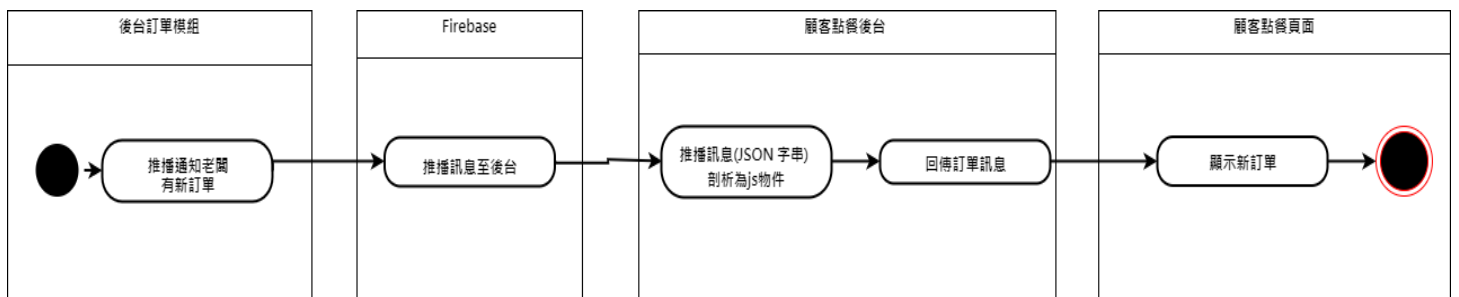 後台訂單模組
Firebase
顧客點餐後台
顧客點餐頁面
推播通知老闆
有新訂單
推播訊息至後台
推播訊息(JSON 字串)
剖析為js物件
回傳訂單訊息
顯示新訂單